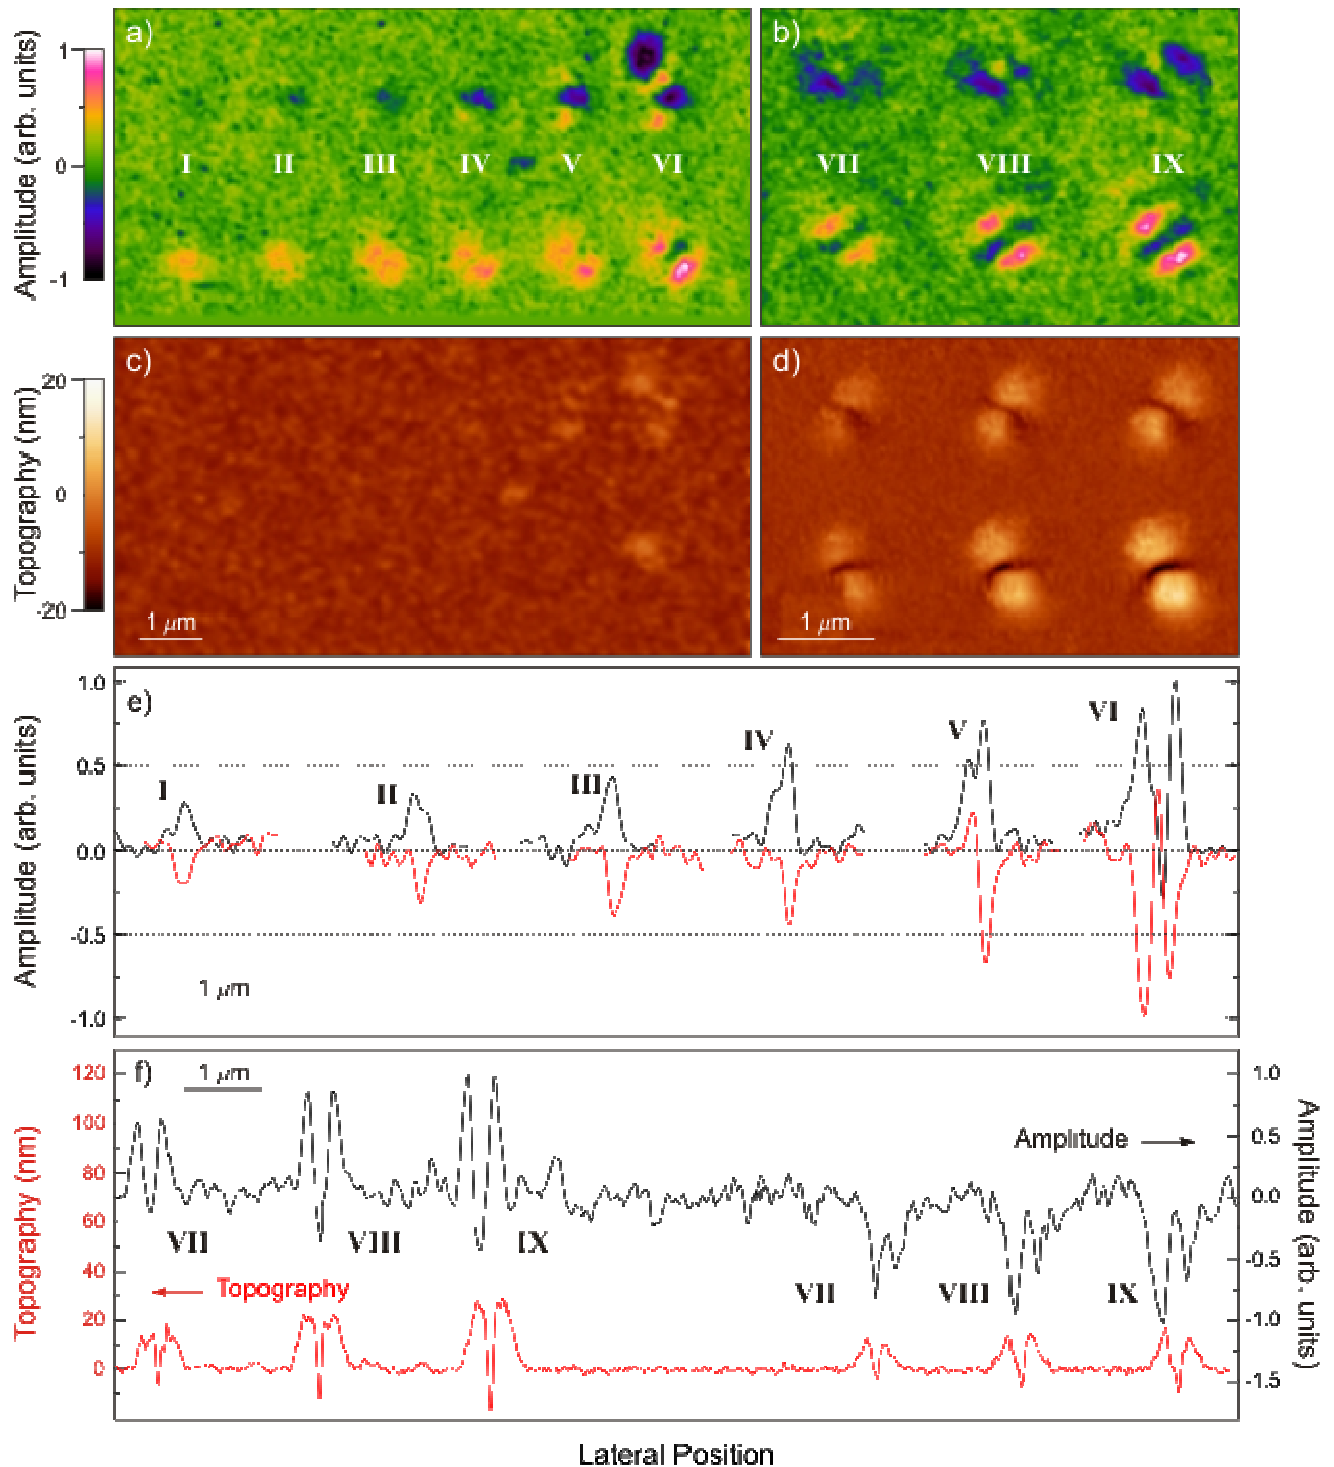 a)
b)
1
0
-1
Amplitude (arb. units)
I II III IV V VI
VII VIII IX
c)
d)
20
0
-20
Topography (nm)
1 μm
1 μm
e)
1.0
0.5
0.0
-0.5
-1.0
Amplitude (arb. units)
I II III IV V VI
1 μm
f)
1 μm
120
100
80
60
40
20
0
Topography (nm)
1.0
0.5
0.0
-0.5
-1.0
-1.5
Amplitude (arb. units)
Amplitude
VII VIII IX
Topography
VII VIII IX
Lateral Position